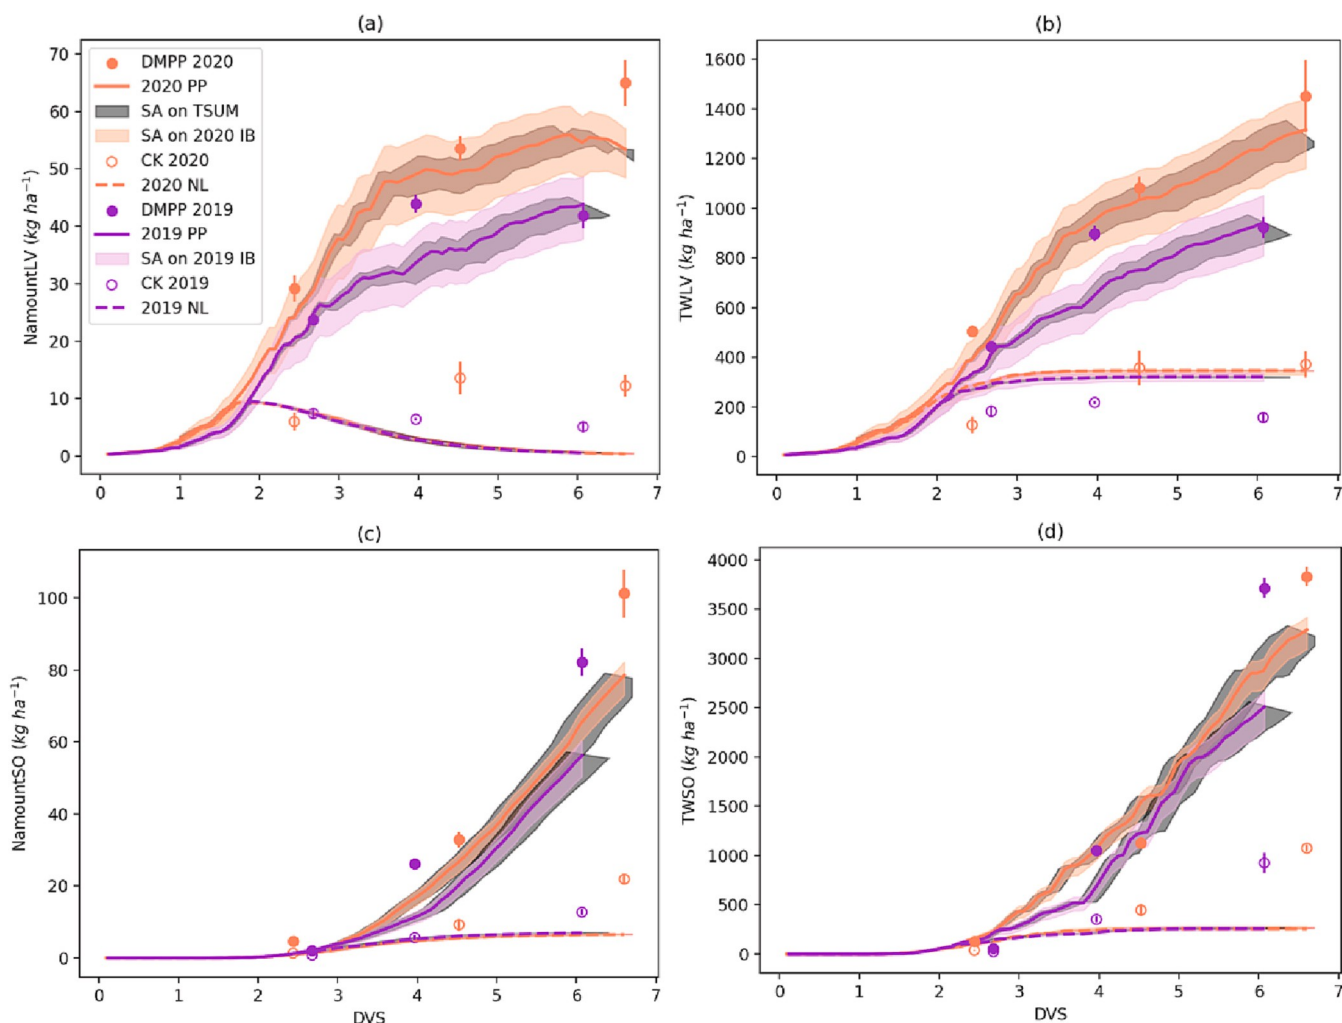 (a)
70
60
50
40
30
20
10
0
NamountLV (kg ha⁻¹)
DMPP 2020
2020 PP
SA on TSUM
SA on 2020 IB
CK 2020
2020 NL
DMPP 2019
2019 PP
SA on 2019 IB
CK 2019
2019 NL
0 1 2 3 4 5 6 7
(b)
1600
1400
1200
1000
800
600
400
200
0
TWLV (kg ha⁻¹)
0 1 2 3 4 5 6 7
(c)
100
80
60
40
20
0
NamountSO (kg ha⁻¹)
0 1 2 3 4 5 6 7
DVS
(d)
4000
3500
3000
2500
2000
1500
1000
500
0
TWSO (kg ha⁻¹)
0 1 2 3 4 5 6 7
DVS